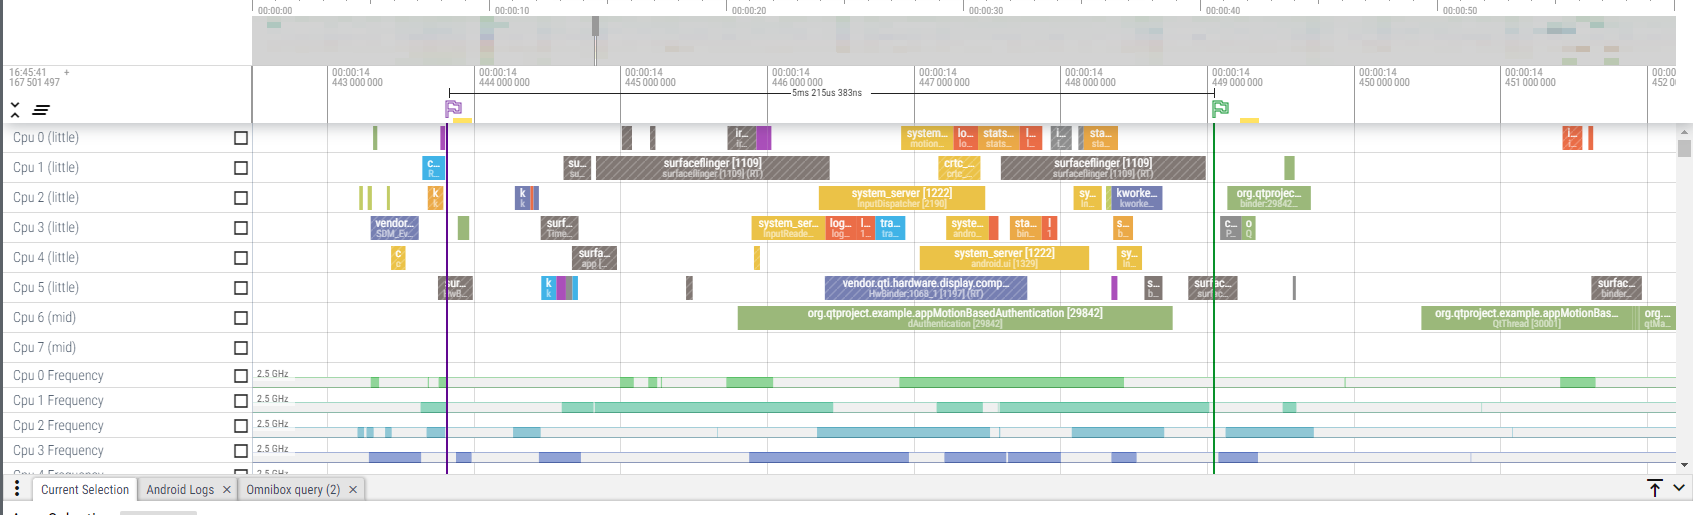 00:00:00 00:00:10 00:00:20 00:00:30 00:00:40 00:00:50
16:45:41 + 00:00:14 00:00:14 00:00:14 00:00:14 00:00:14 00:00:14 00:00:14 00:00:14 00:00:14 00:00
167 501 497 443 000 000 444 000 000 445 000 000 446 000 000 447 000 000 448 000 000 449 000 000 450 000 000 451 000 000 452 0
5ms 215us 383ns
Cpu 0 (little) ir... system... lo... stats... l... i... sta... i...
ir... motion... lo... stats... l... i... sta... i...
Cpu 1 (little) c... su... surfaceflinger [1109] crtc_... surfaceflinger [1109]
R... su... surfaceflinger [1109] (RT) crtc_... surfaceflinger [1109] (RT)
Cpu 2 (little) k k system_server [1222] sy... kworke... org.qtprojec...
k k InputDispatcher [2190] In... kworke... binder:29842...
Cpu 3 (little) vendor... surf... system_ser... log... l... tra... syste... sta... l s... c... o
SDM_Ev... Time... InputReade... log... 1... tra... andro... bin... 1 b... P... Q
Cpu 4 (little) c surfa... system_server [1222] sy...
c app [... android.ui [1329] In...
Cpu 5 (little) sur... k vendor.qti.hardware.display.comp... s... surfac... surfac...
HwB... k HwBinder:1068_1 [1197] (RT) b... surfac... binder...
Cpu 6 (mid) org.qtproject.example.appMotionBasedAuthentication [29842] org.qtproject.example.appMotionBas... org....
dAuthentication [29842] QtThread [30001] qtMa...
Cpu 7 (mid)
Cpu 0 Frequency 2.5 GHz
Cpu 1 Frequency 2.5 GHz
Cpu 2 Frequency 2.5 GHz
Cpu 3 Frequency 2.5 GHz
2.5 GHz
Current Selection Android Logs × Omnibox query (2) ×